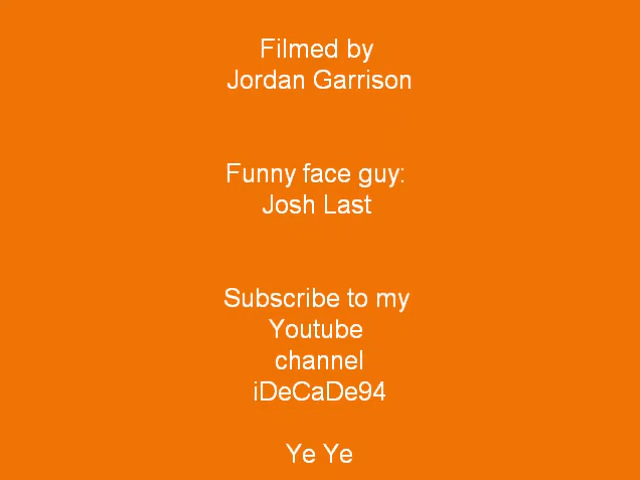 Filmed by
Jordan Garrison
Funny face guy:
Josh Last
Subscribe to my
Youtube
channel
iDeCaDe94
Ye Ye